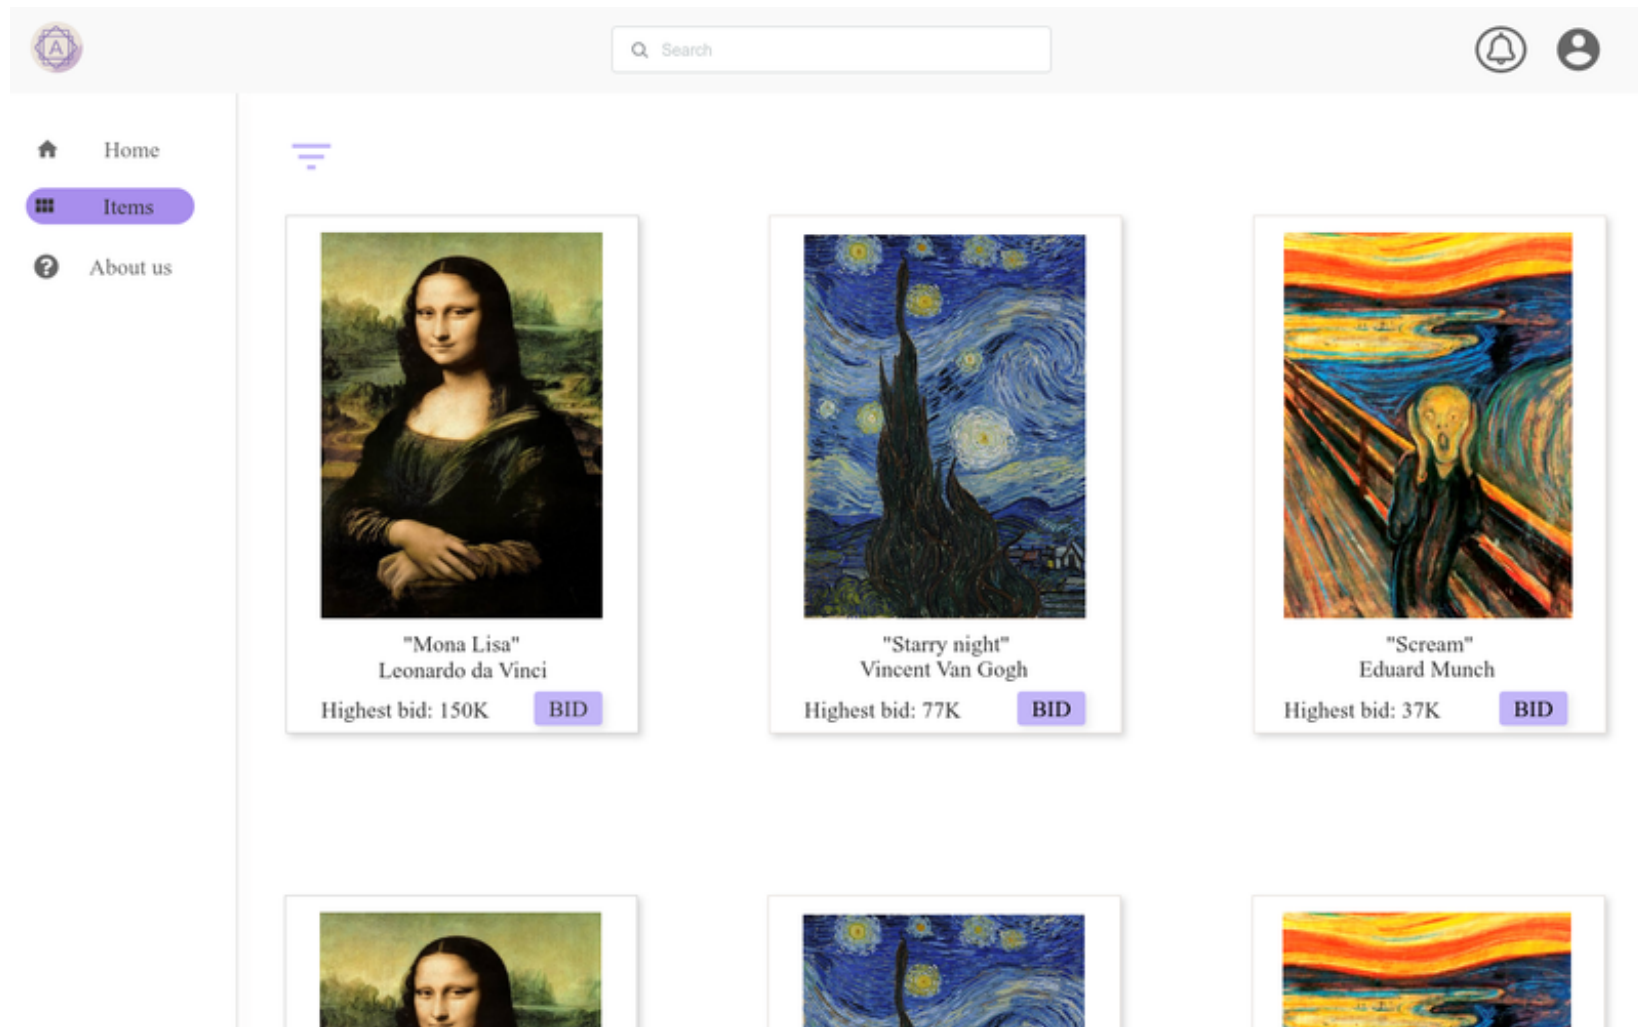 A
Search
Home
Items
About us
"Mona Lisa"
Leonardo da Vinci
Highest bid: 150K
BID
"Starry night"
Vincent Van Gogh
Highest bid: 77K
BID
"Scream"
Eduard Munch
Highest bid: 37K
BID